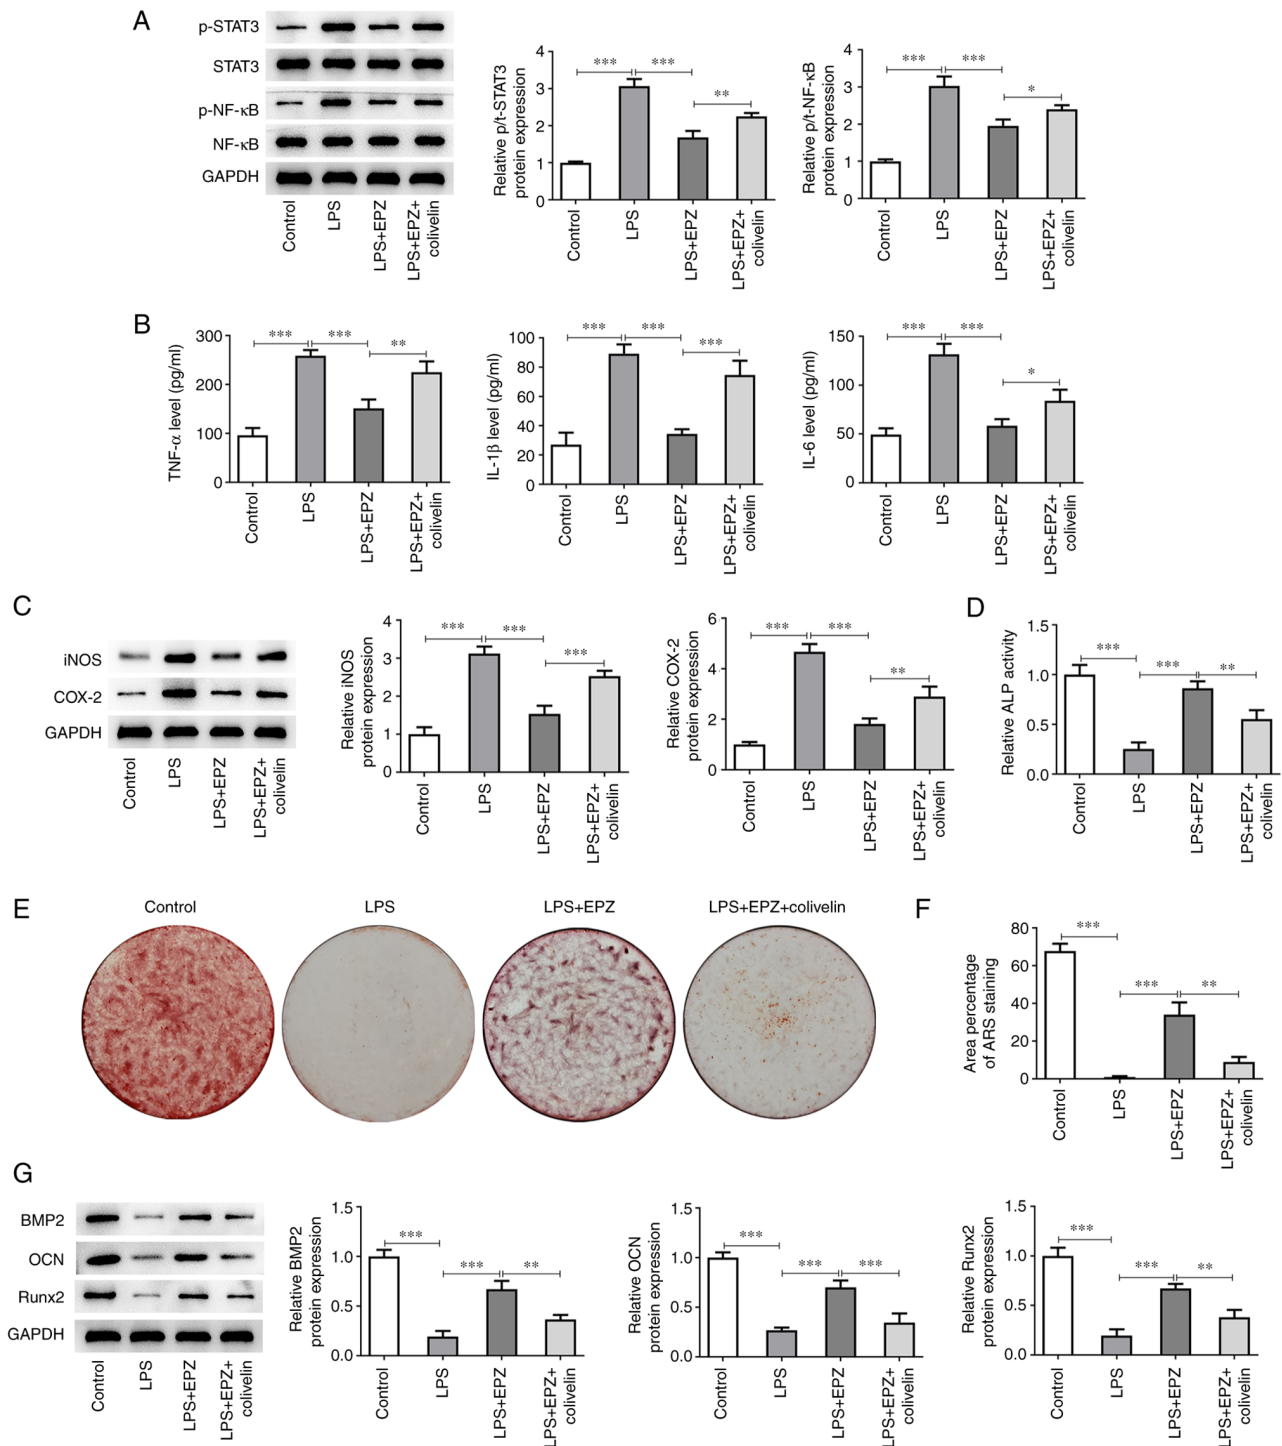 A
p-STAT3
STAT3
p-NF-κB
NF-κB
GAPDH
Control
LPS
LPS+EPZ
LPS+EPZ+
colivelin
Relative p/t-STAT3
protein expression
4
3
2
1
0
***
***
**
Control
LPS
LPS+EPZ
LPS+EPZ+
colivelin
Relative p/t-NF-κB
protein expression
4
3
2
1
0
***
***
*
Control
LPS
LPS+EPZ
LPS+EPZ+
colivelin
B
TNF-α level (pg/ml)
300
200
100
0
***
***
**
Control
LPS
LPS+EPZ
LPS+EPZ+
colivelin
IL-1β level (pg/ml)
100
80
60
40
20
0
***
***
***
Control
LPS
LPS+EPZ
LPS+EPZ+
colivelin
IL-6 level (pg/ml)
150
100
50
0
***
***
*
Control
LPS
LPS+EPZ
LPS+EPZ+
colivelin
C
iNOS
COX-2
GAPDH
Control
LPS
LPS+EPZ
LPS+EPZ+
colivelin
Relative iNOS
protein expression
4
3
2
1
0
***
***
***
Control
LPS
LPS+EPZ
LPS+EPZ+
colivelin
Relative COX-2
protein expression
6
4
2
0
***
***
**
Control
LPS
LPS+EPZ
LPS+EPZ+
colivelin
D
Relative ALP activity
1.5
1.0
0.5
0.0
***
***
**
Control
LPS
LPS+EPZ
LPS+EPZ+
colivelin
E
Control
LPS
LPS+EPZ
LPS+EPZ+colivelin
F
Area percentage
of ARS staining
80
60
40
20
0
***
***
**
Control
LPS
LPS+EPZ
LPS+EPZ+
colivelin
G
BMP2
OCN
Runx2
GAPDH
Control
LPS
LPS+EPZ
LPS+EPZ+
colivelin
Relative BMP2
protein expression
1.5
1.0
0.5
0.0
***
***
**
Control
LPS
LPS+EPZ
LPS+EPZ+
colivelin
Relative OCN
protein expression
1.5
1.0
0.5
0.0
***
***
***
Control
LPS
LPS+EPZ
LPS+EPZ+
colivelin
Relative Runx2
protein expression
1.5
1.0
0.5
0.0
***
***
**
Control
LPS
LPS+EPZ
LPS+EPZ+
colivelin